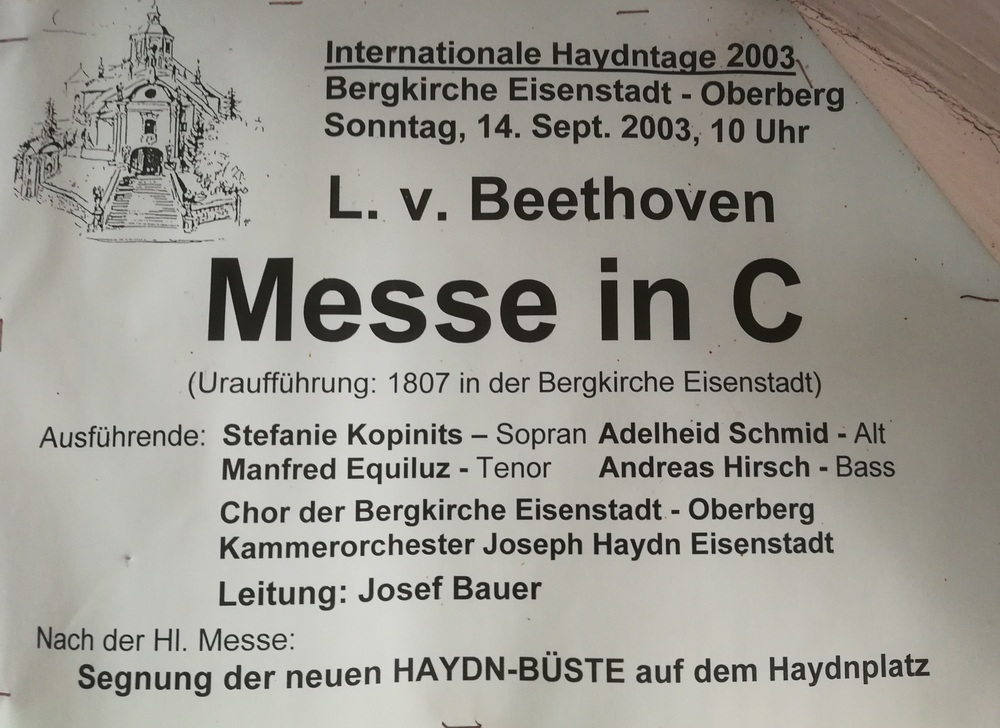 Internationale Haydntage 2003
Bergkirche Eisenstadt - Oberberg
Sonntag, 14. Sept. 2003, 10 Uhr
L. v. Beethoven
Messe in C
(Uraufführung: 1807 in der Bergkirche Eisenstadt)
Ausführende: Stefanie Kopinits – Sopran Adelheid Schmid - Alt
Manfred Equiluz - Tenor Andreas Hirsch - Bass
Chor der Bergkirche Eisenstadt - Oberberg
Kammerorchester Joseph Haydn Eisenstadt
Leitung: Josef Bauer
Nach der Hl. Messe:
Segnung der neuen HAYDN-BÜSTE auf dem Haydnplatz